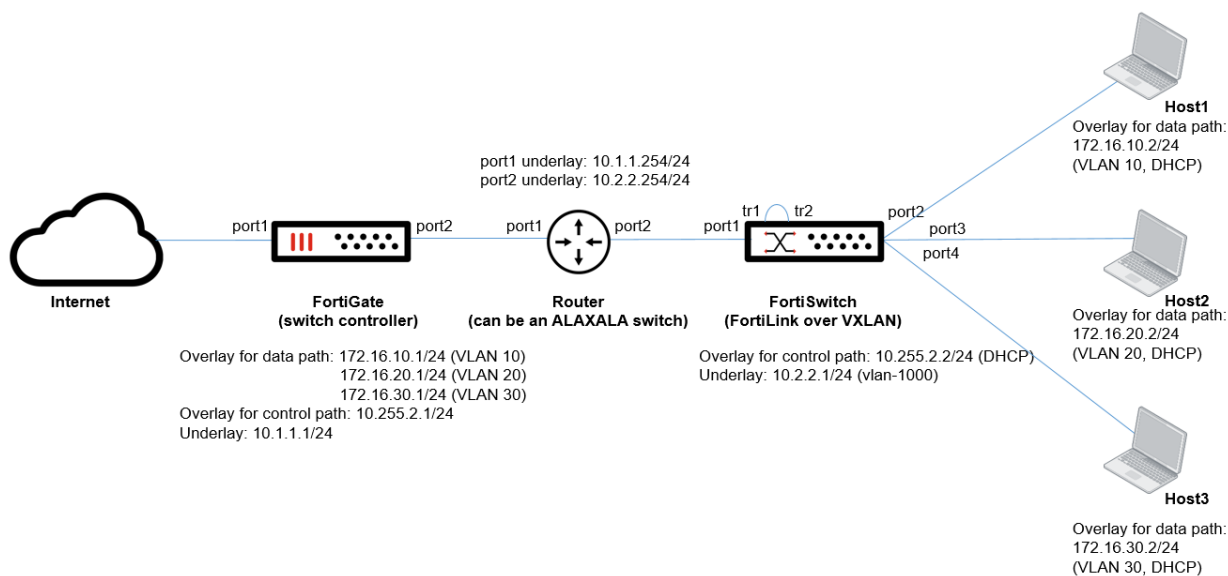 Host1
Overlay for data path:
172.16.10.2/24
(VLAN 10, DHCP)
port1 underlay: 10.1.1.254/24
port2 underlay: 10.2.2.254/24
port1
port2
port1
port2
port1
tr1
tr2
port2
port3
port4
Internet
FortiGate
(switch controller)
Router
(can be an ALAXALA switch)
FortiSwitch
(FortiLink over VXLAN)
Host2
Overlay for data path:
172.16.20.2/24
(VLAN 20, DHCP)
Overlay for data path: 172.16.10.1/24 (VLAN 10)
172.16.20.1/24 (VLAN 20)
172.16.30.1/24 (VLAN 30)
Overlay for control path: 10.255.2.1/24
Underlay: 10.1.1.1/24
Overlay for control path: 10.255.2.2/24 (DHCP)
Underlay: 10.2.2.1/24 (vlan-1000)
Host3
Overlay for data path:
172.16.30.2/24
(VLAN 30, DHCP)